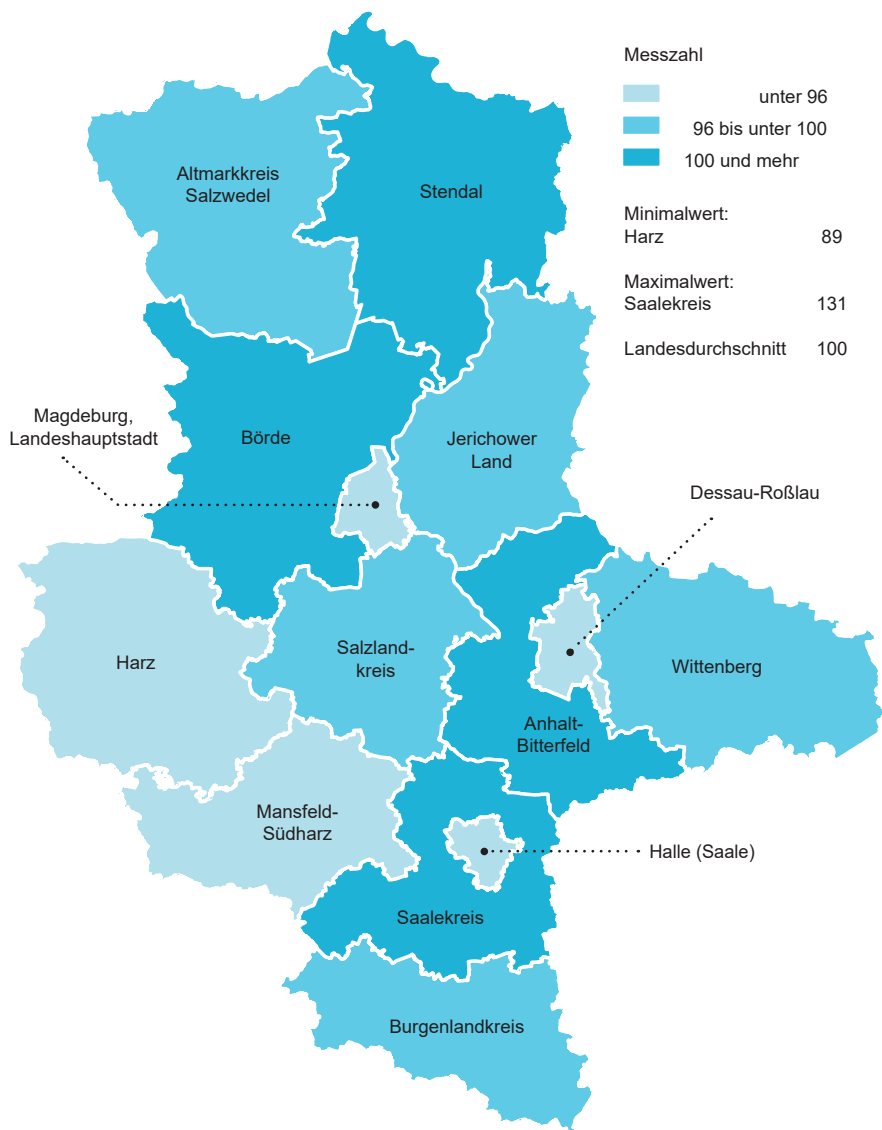 Messzahl
unter 96
96 bis unter 100
100 und mehr
Minimalwert:
Harz 89
Maximalwert:
Saalekreis 131
Landesdurchschnitt 100
Altmarkkreis
Salzwedel
Stendal
Magdeburg,
Landeshauptstadt
Börde
Jerichower
Land
Dessau-Roßlau
Harz
Salzland-
kreis
Wittenberg
Anhalt-
Bitterfeld
Mansfeld-
Südharz
Halle (Saale)
Saalekreis
Burgenlandkreis